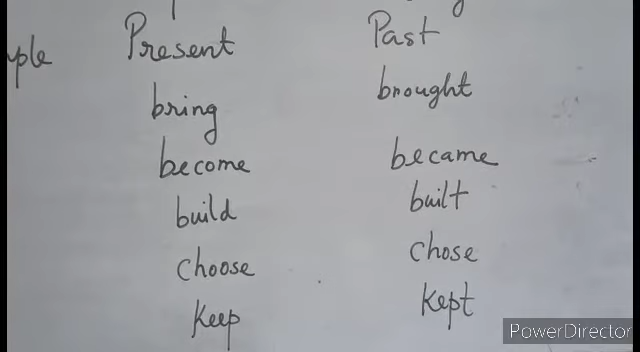 Present Past
bring brought
become became
build built
choose chose
keep kept
PowerDirector